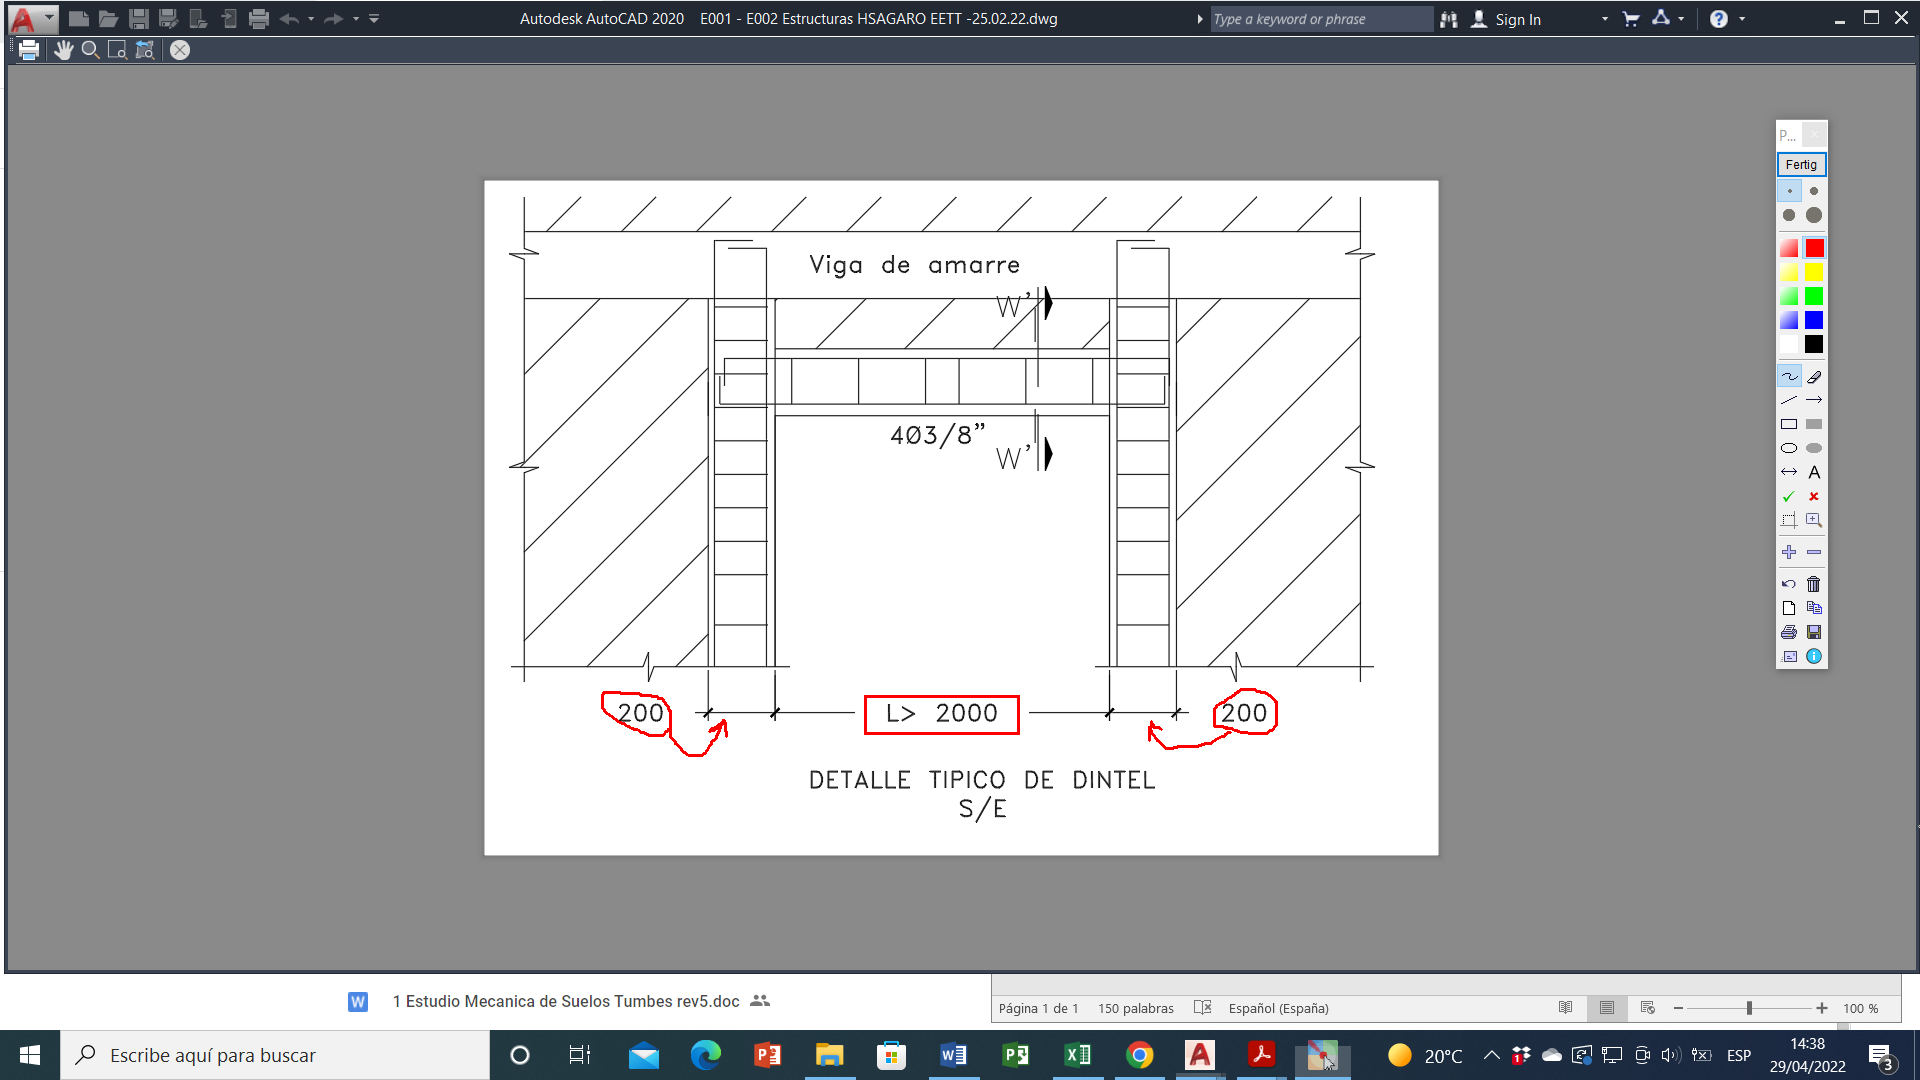 Autodesk AutoCAD 2020 E001 - E002 Estructuras HSAGARO EETT -25.02.22.dwg
Type a keyword or phrase
Sign In
P...
Fertig
Viga de amarre
W'
4Ø3/8"
W'
200
L> 2000
200
DETALLE TIPICO DE DINTEL
S/E
A
1 Estudio Mecanica de Suelos Tumbes rev5.doc
Página 1 de 1 150 palabras Español (España) 100 %
Escribe aquí para buscar
20°C
1
ESP
14:38
29/04/2022
3